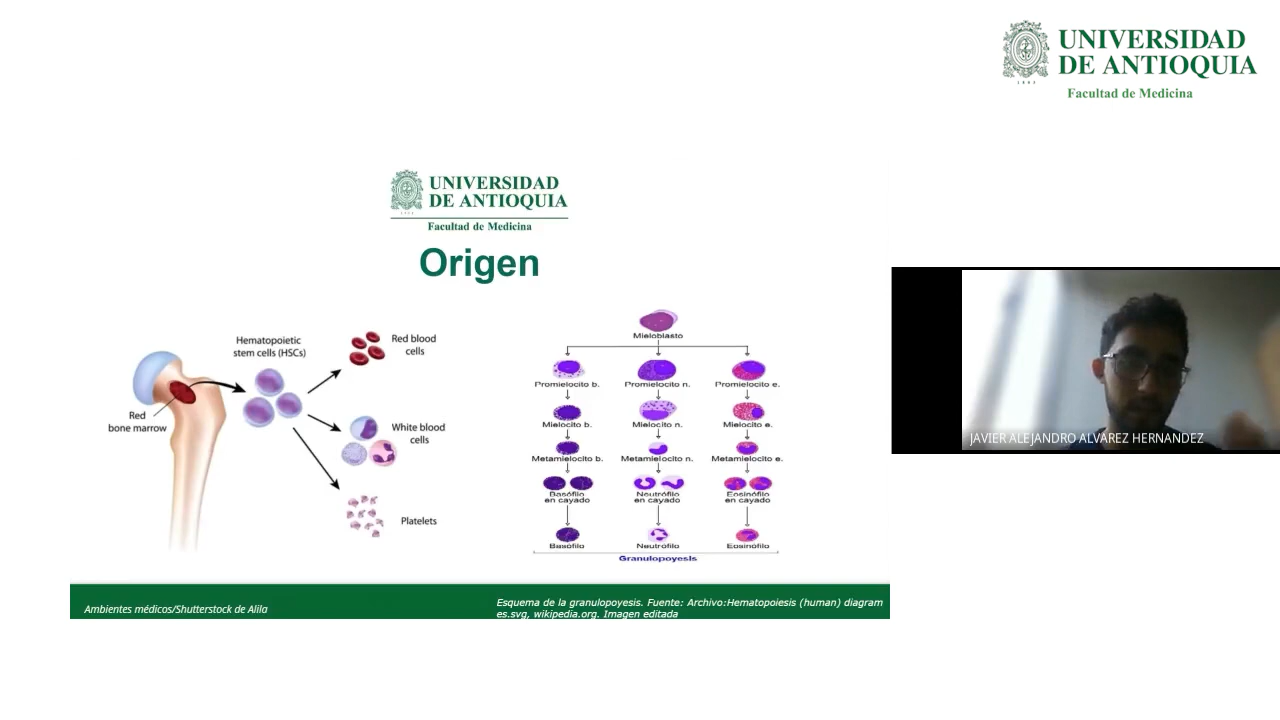 UNIVERSIDAD
DE ANTIOQUIA
1803
Facultad de Medicina
UNIVERSIDAD
DE ANTIOQUIA
1803
Facultad de Medicina
Origen
Hematopoietic
stem cells (HSCs)
Red blood
cells
Red
bone marrow
White blood
cells
Platelets
Mieloblasto
Promielocito b.
Promielocito n.
Promielocito e.
Mielocito b.
Mielocito n.
Mielocito e.
Metamielocito b.
Metamielocito n.
Metamielocito e.
Basófilo
en cayado
Neutrófilo
en cayado
Eosinófilo
en cayado
Basófilo
Neutrófilo
Eosinófilo
Granulopoyesis
JAVIER ALEJANDRO ALVAREZ HERNANDEZ
Ambientes médicos/Shutterstock de Alila
Esquema de la granulopoyesis. Fuente: Archivo:Hematopoiesis (human) diagram
es.svg, wikipedia.org. Imagen editada